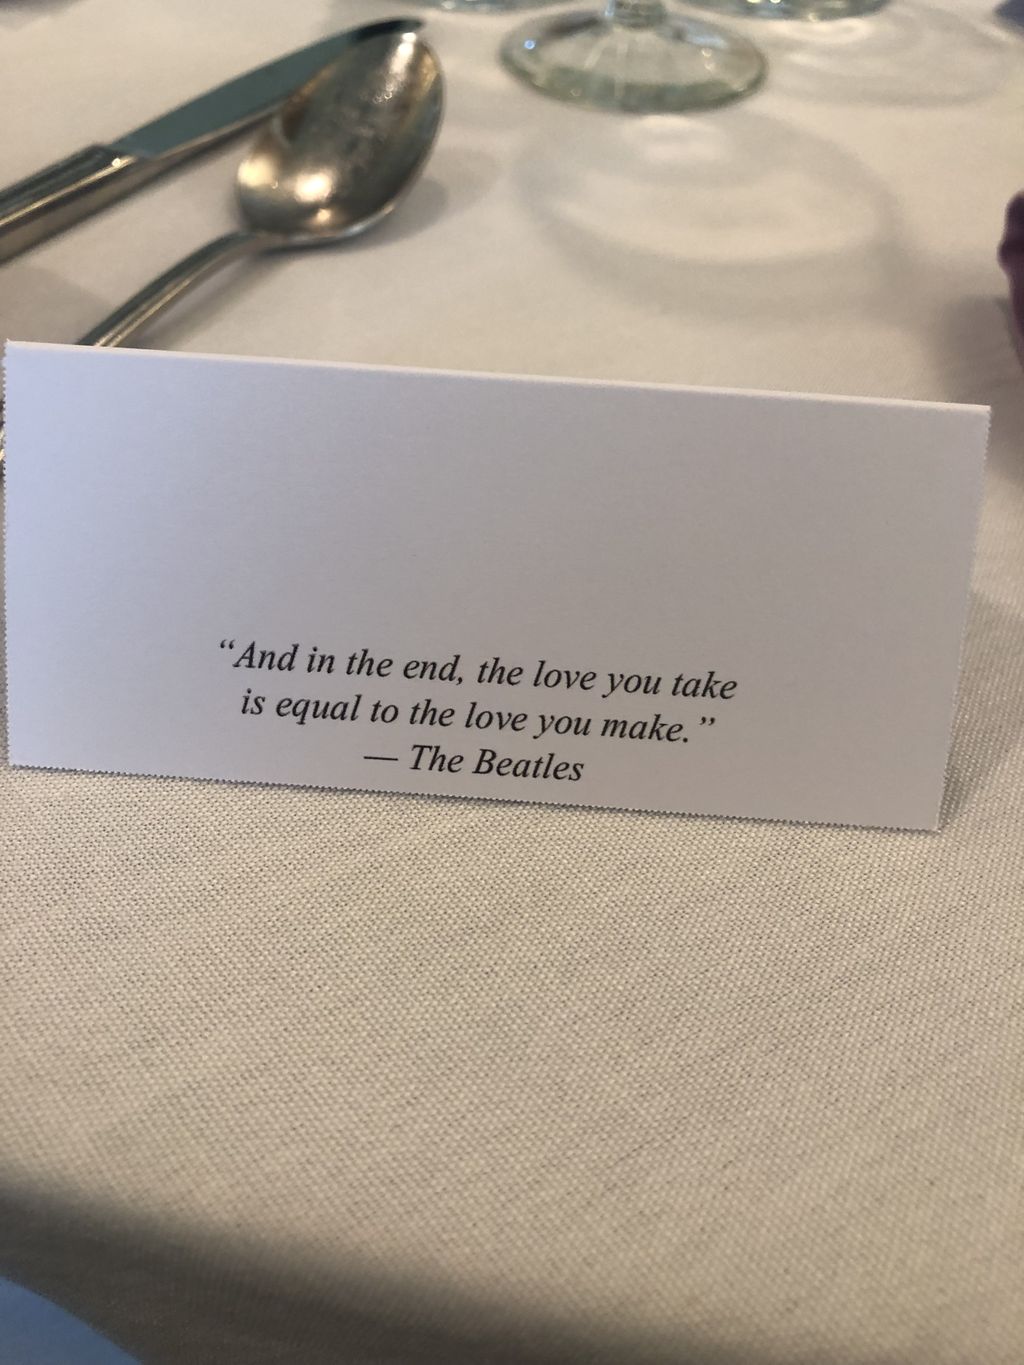 “And in the end, the love you take
is equal to the love you make.”
— The Beatles